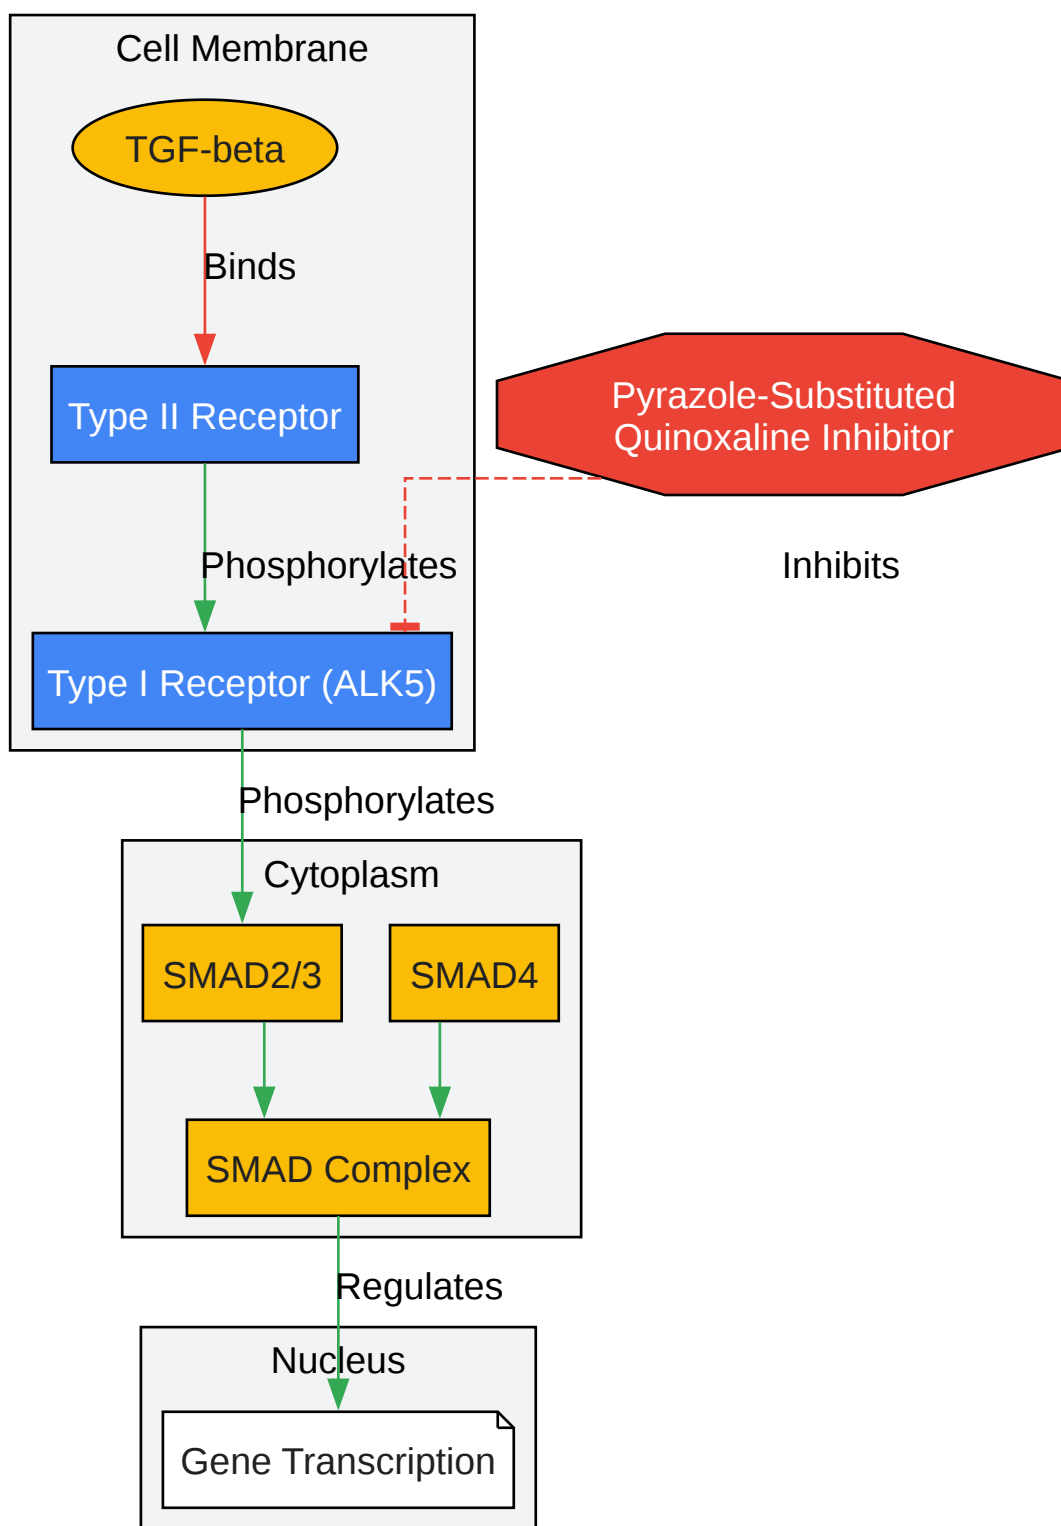 Cell Membrane
TGF-beta
Binds
Type II Receptor
Pyrazole-Substituted
Quinoxaline Inhibitor
Phosphorylates
Inhibits
Type I Receptor (ALK5)
Phosphorylates
Cytoplasm
SMAD2/3
SMAD4
SMAD Complex
Regulates
Nucleus
Gene Transcription